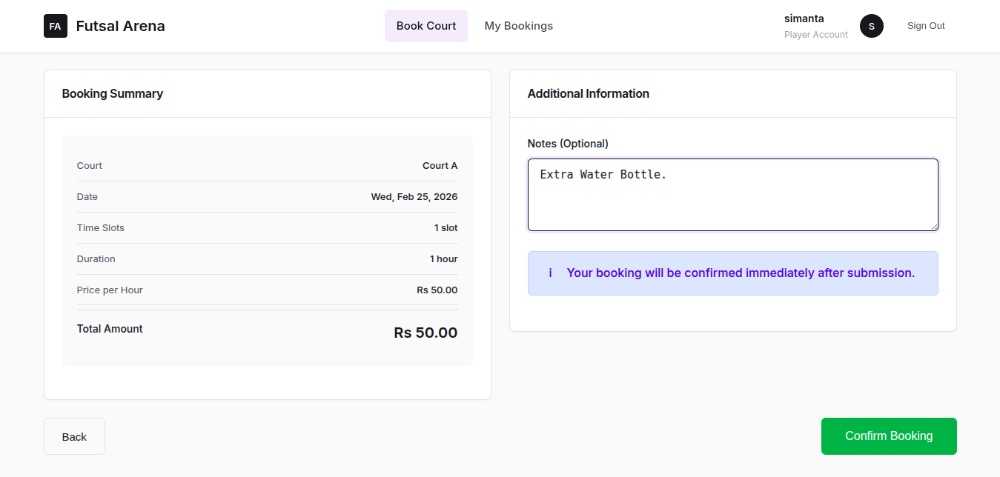 FA Futsal Arena Book Court My Bookings simanta S Sign Out
Player Account
Booking Summary
Court Court A
Date Wed, Feb 25, 2026
Time Slots 1 slot
Duration 1 hour
Price per Hour Rs 50.00
Total Amount Rs 50.00
Additional Information
Notes (Optional)
Extra Water Bottle.
i Your booking will be confirmed immediately after submission.
Back Confirm Booking